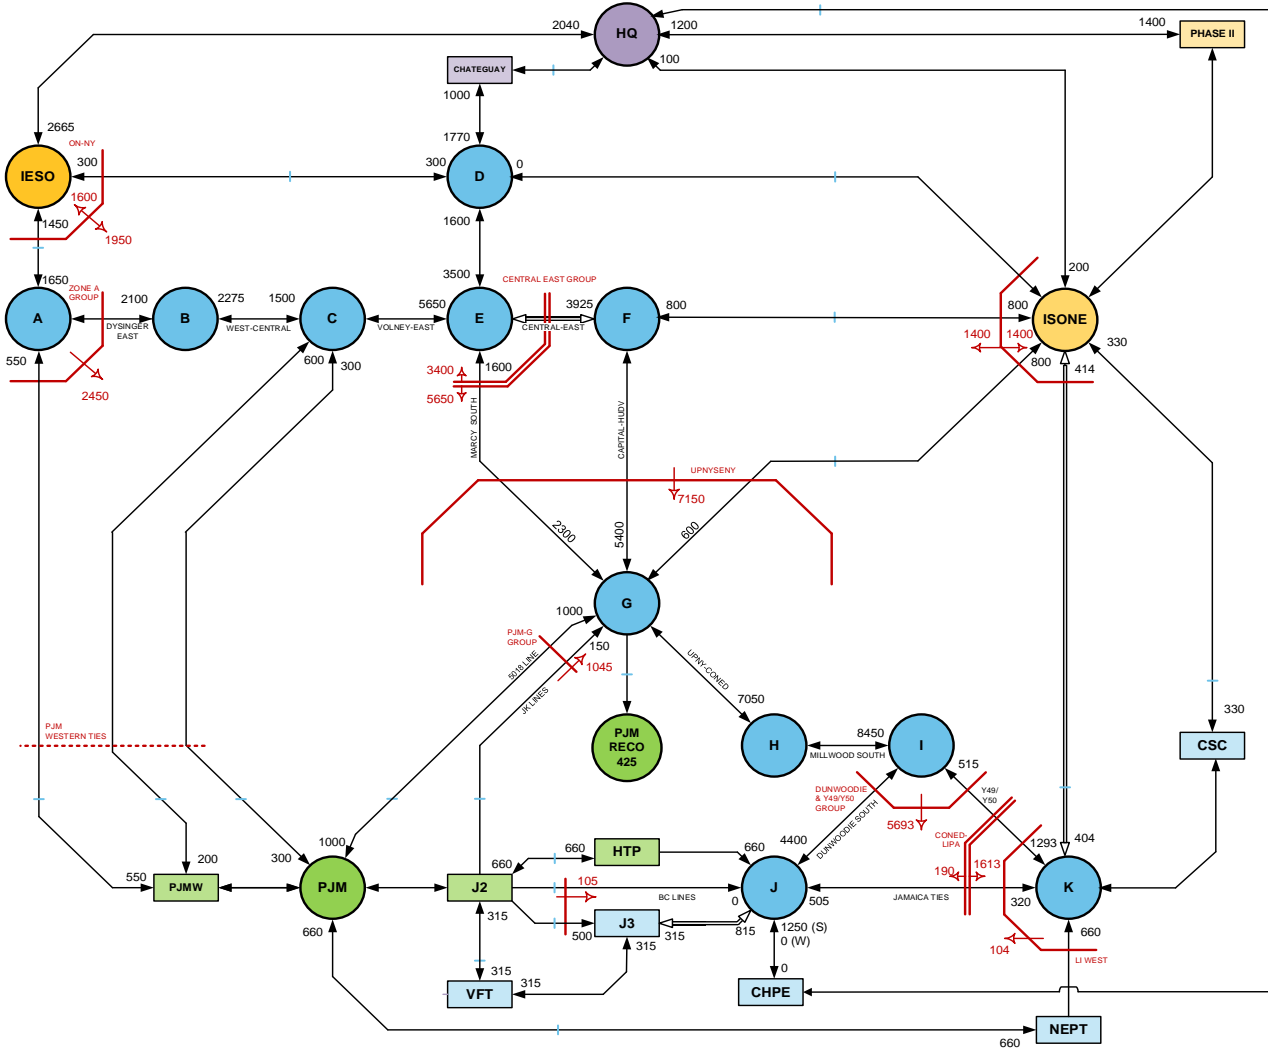 2040
HQ
1200
1400
PHASE II
CHATEGUAY
100
1000
2665
ON-NY
1770
IESO
300
300
D
0
1600
1450
1950
1600
1650
ZONE A
GROUP
3500
CENTRAL EAST GROUP
200
A
2100
B
2275
1500
C
5650
E
3925
F
800
800
ISONE
DYSINGER
EAST
WEST-CENTRAL
VOLNEY-EAST
CENTRAL-EAST
1400
1400
330
550
600
300
1600
800
414
2450
3400
5650
MARCY SOUTH
CAPITAL-HUDV
UPNYSENY
7150
2300
5400
600
G
1000
PJM-G
GROUP
150
1045
5018 LINE
JK LINES
UPNY-CONED
7050
PJM
WESTERN TIES
PJM
RECO
425
H
8450
I
MILLWOOD SOUTH
330
CSC
515
DUNWOODIE
& Y49/Y50
GROUP
Y49/
Y50
5693
DUNWOODIE SOUTH
CONED-
LIPA
1000
4400
1293
404
200
300
660
660
HTP
660
190
1613
550
PJMW
PJM
J2
105
BC LINES
J
JAMAICA TIES
K
0
505
320
660
315
500
J3
315
815
1250 (S)
0 (W)
660
315
104
LI WEST
315
VFT
315
0
CHPE
NEPT
660